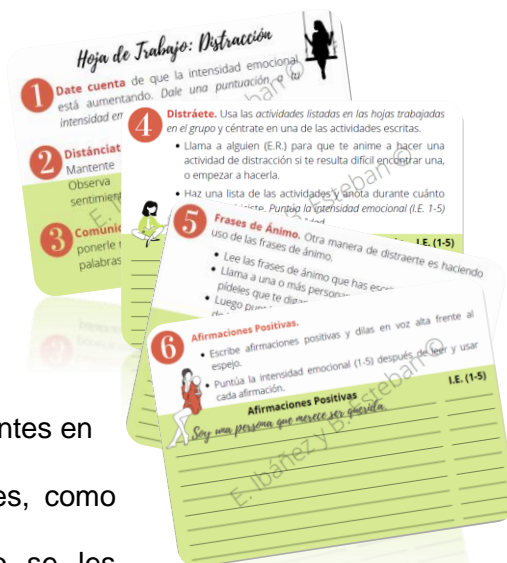 Hoja de Trabajo: Distracción
1
Date cuenta de que la intensidad emocional
está aumentando. Dale una puntuación a tu
intensidad em
2
Distánciat
Mantente
Observa
sentimient
3
Comunic
ponerle n
palabras
4
Distráete. Usa las actividades listadas en las hojas trabajadas
en el grupo y céntrate en una de las actividades escritas.
• Llama a alguien (E.R.) para que te anime a hacer una
actividad de distracción si te resulta difícil encontrar una,
o empezar a hacerla.
• Haz una lista de las actividades y anota durante cuánto
iste. Puntúa la intensidad emocional (I.E. 1-5)
I.E. (1-5)
5
Frases de Ánimo. Otra manera de distraerte es haciendo
uso de las frases de ánimo.
• Lee las frases de ánimo que has esc
• Llama a una o más person
pídeles que te digan
• Luego pun
6
Afirmaciones Positivas.
• Escribe afirmaciones positivas y dilas en voz alta frente al
espejo.
• Puntúa la intensidad emocional (1-5) después de leer y usar
cada afirmación.
Afirmaciones Positivas
I.E. (1-5)
Soy una persona que merece ser querida.
E. Ibáñez y B. Esteban ©
ntes en
es, como
se les